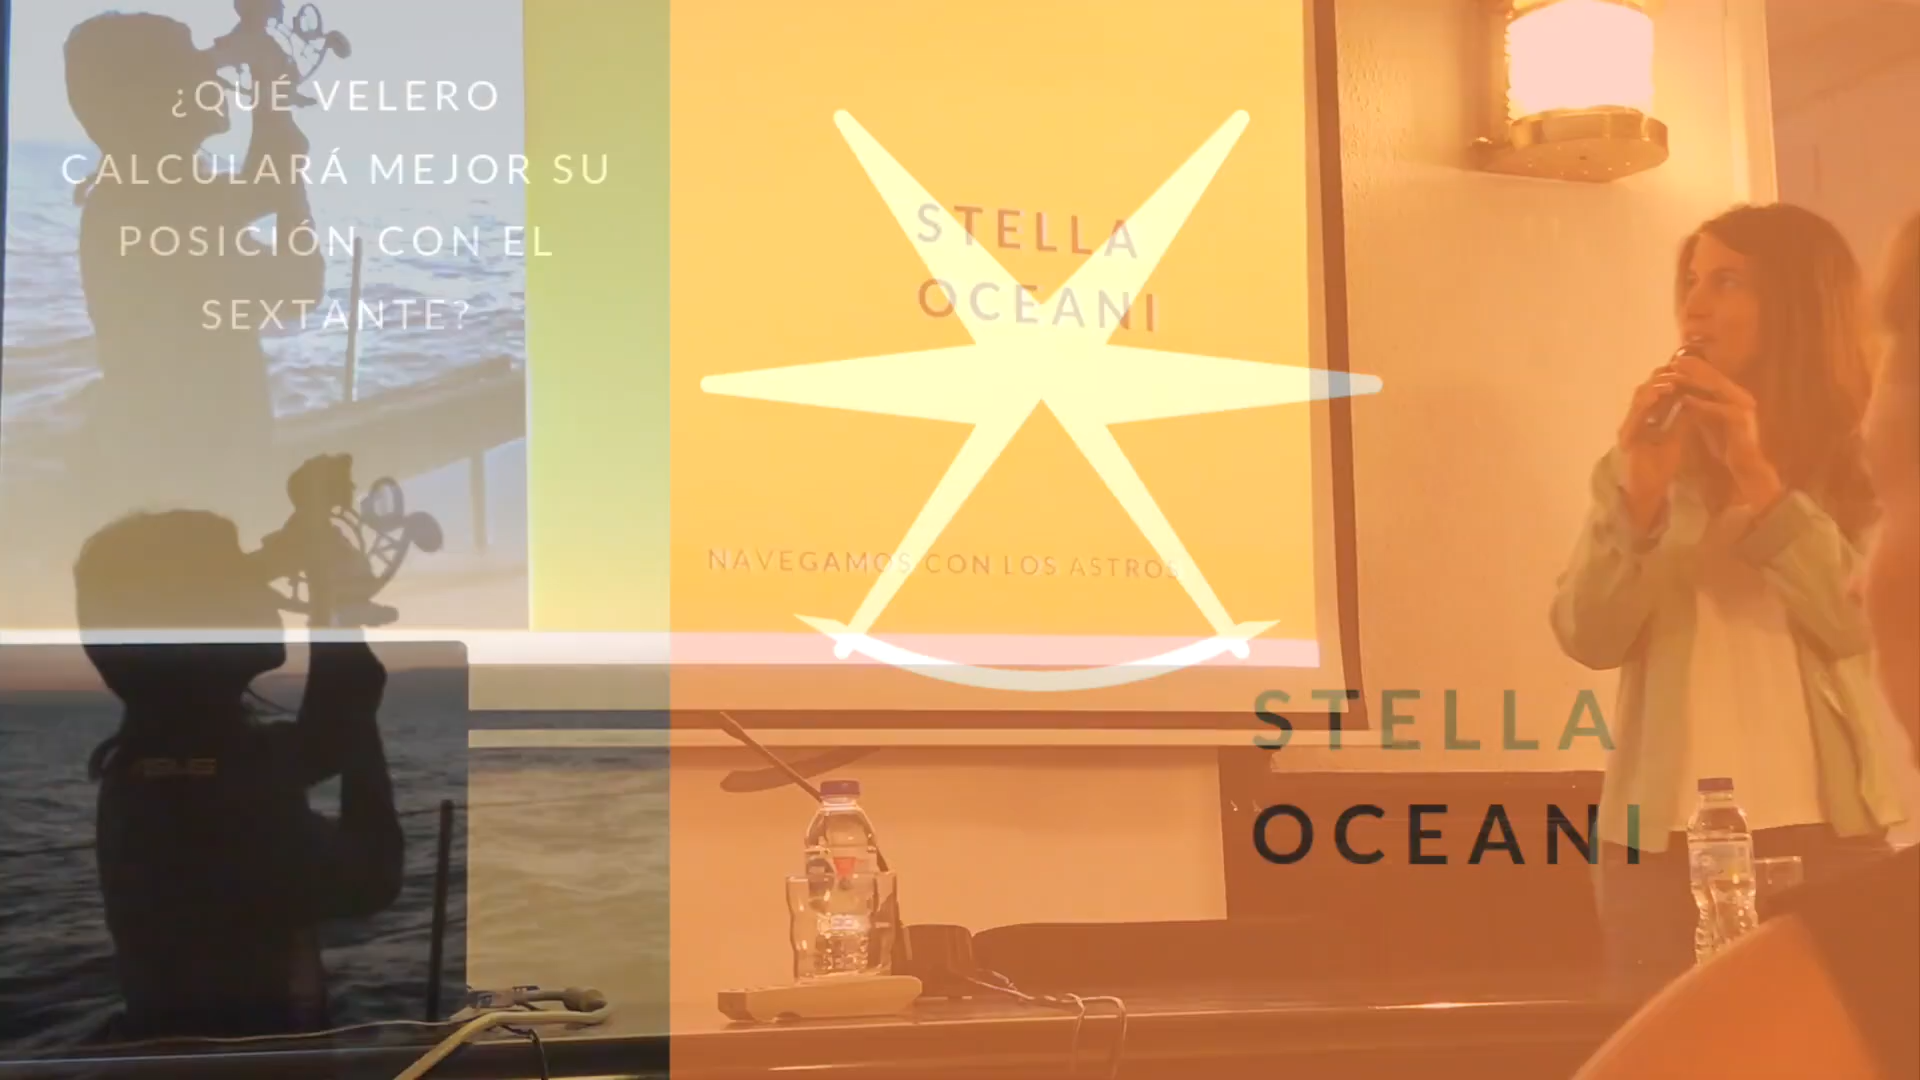 ¿QUÉ VELERO
CALCULARÁ MEJOR SU
POSICIÓN CON EL
SEXTANTE?
STELLA
OCEANI
NAVEGAMOS CON LOS ASTROS
STELLA
OCEANI